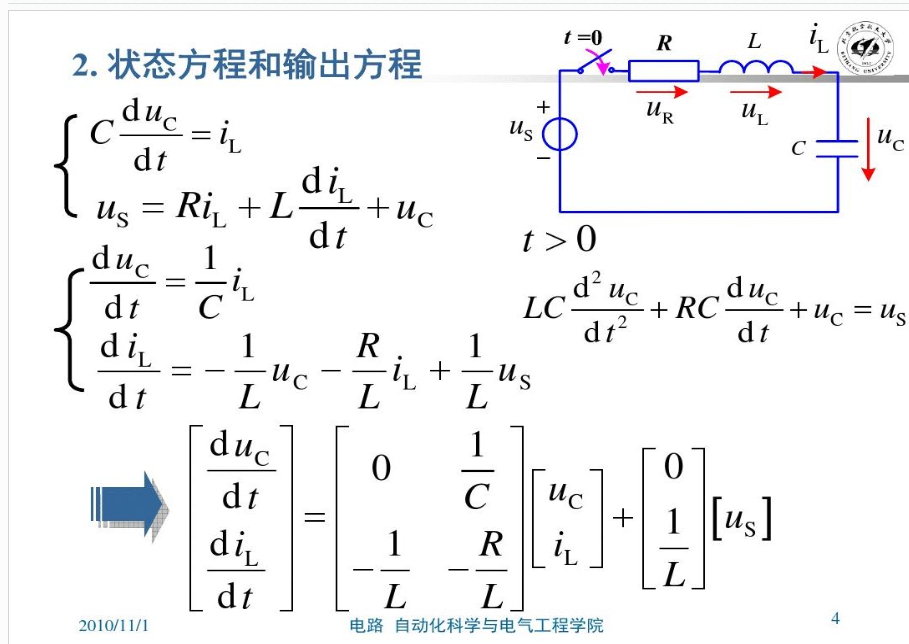 2. 状态方程和输出方程
t=0 R L i_L
u_R u_L
+ u_S −
C u_C
C du_C/dt = i_L
u_S = Ri_L + L di_L/dt + u_C
t > 0
du_C/dt = 1/C i_L
LC d²u_C/dt² + RC du_C/dt + u_C = u_S
di_L/dt = − 1/L u_C − R/L i_L + 1/L u_S
[du_C/dt; di_L/dt] = [0 1/C; −1/L −R/L] [u_C; i_L] + [0; 1/L] [u_S]
2010/11/1 电路 自动化科学与电气工程学院 4